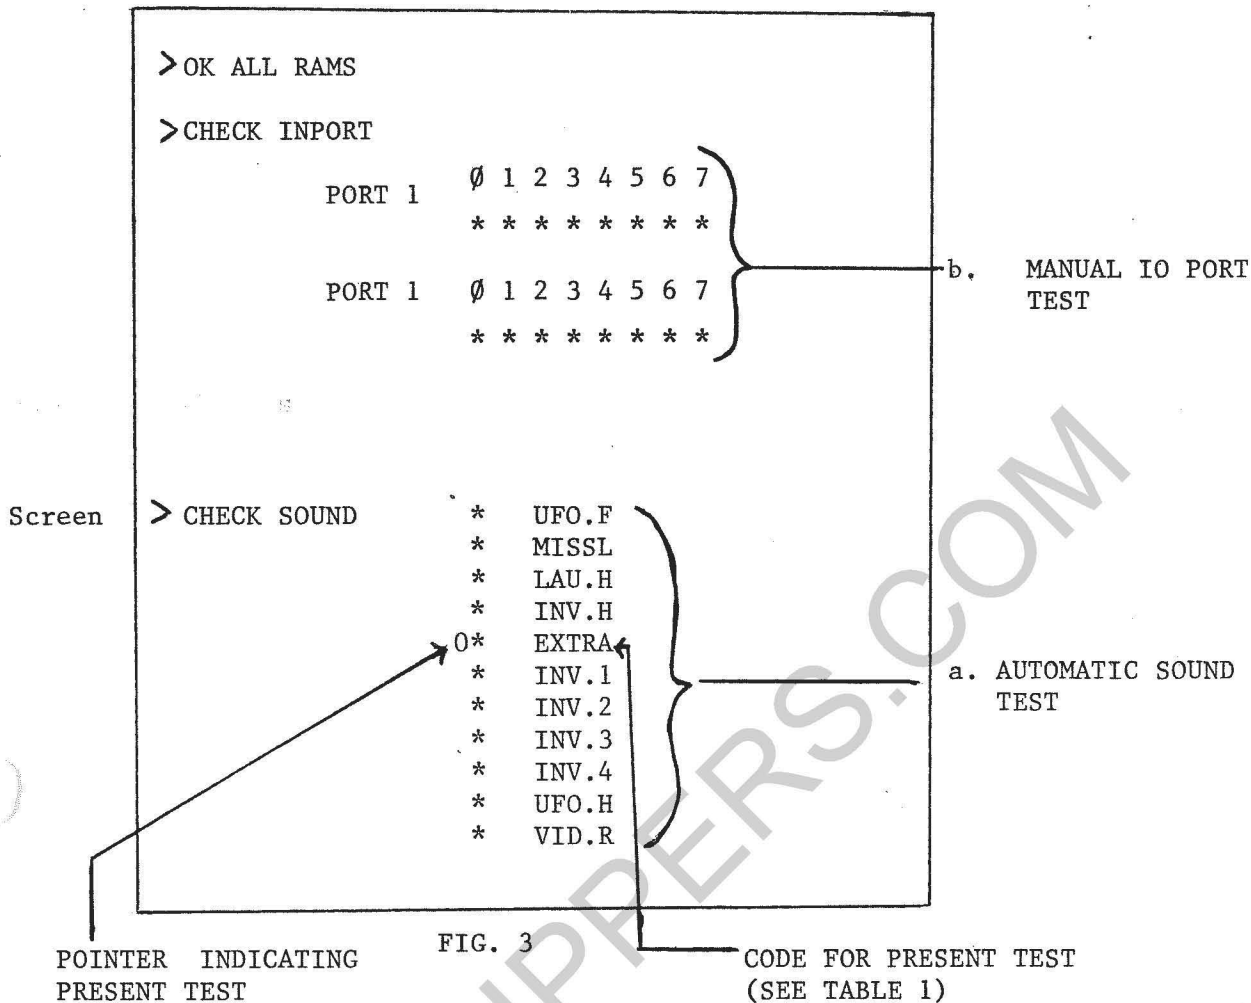 >OK ALL RAMS
>CHECK INPORT
PORT 1
Ø 1 2 3 4 5 6 7
* * * * * * * *
PORT 1
Ø 1 2 3 4 5 6 7
* * * * * * * *
b. MANUAL IO PORT
TEST
Screen
> CHECK SOUND
* UFO.F
* MISSL
* LAU.H
* INV.H
O* EXTRA
* INV.1
* INV.2
* INV.3
* INV.4
* UFO.H
* VID.R
a. AUTOMATIC SOUND
TEST
POINTER INDICATING
PRESENT TEST
FIG. 3
CODE FOR PRESENT TEST
(SEE TABLE 1)
PPERS.COM